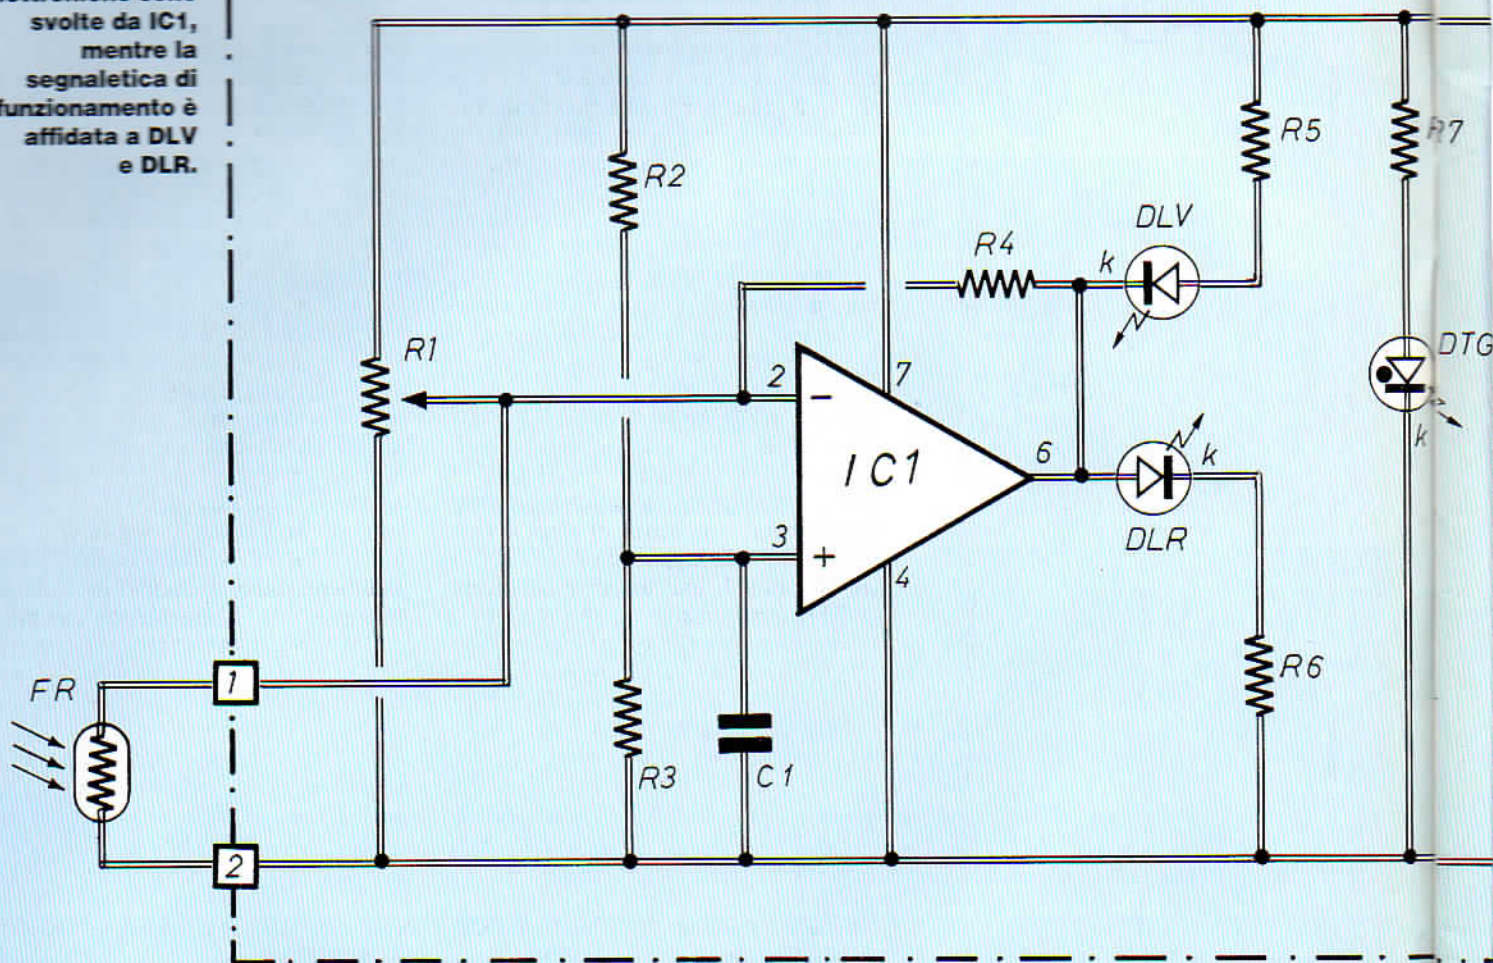 svolte da IC1,
mentre la
segnaletica di
funzionamento è
affidata a DLV
e DLR.
R1
R2
R3
C1
R4
R5
R6
R7
DLV
k
DLR
k
DTG
k
2
3
6
7
4
IC1
FR
1
2